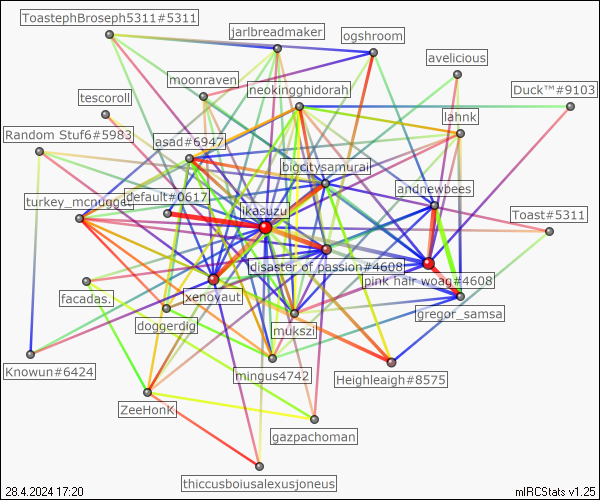 ToastephBroseph5311#5311
jarlbreadmaker
ogshroom
avelicious
moonraven
neokingghidorah
Duck™#9103
tescoroll
lahnk
Random Stuf6#5983
asad#6947
bigcitysamurai
andnewbees
turkey_mcnugget
default#0617
ikasuzu
Toast#5311
disaster of passion#4608
pink hair woag#4608
facadas.
xenoyaut
gregor_samsa
doggerdig
mukszi
Knowun#6424
mingus4742
Heighleaigh#8575
ZeeHonK
gazpachoman
thiccusboiusalexusjoneus
28.4.2024 17:20
mIRCStats v1.25